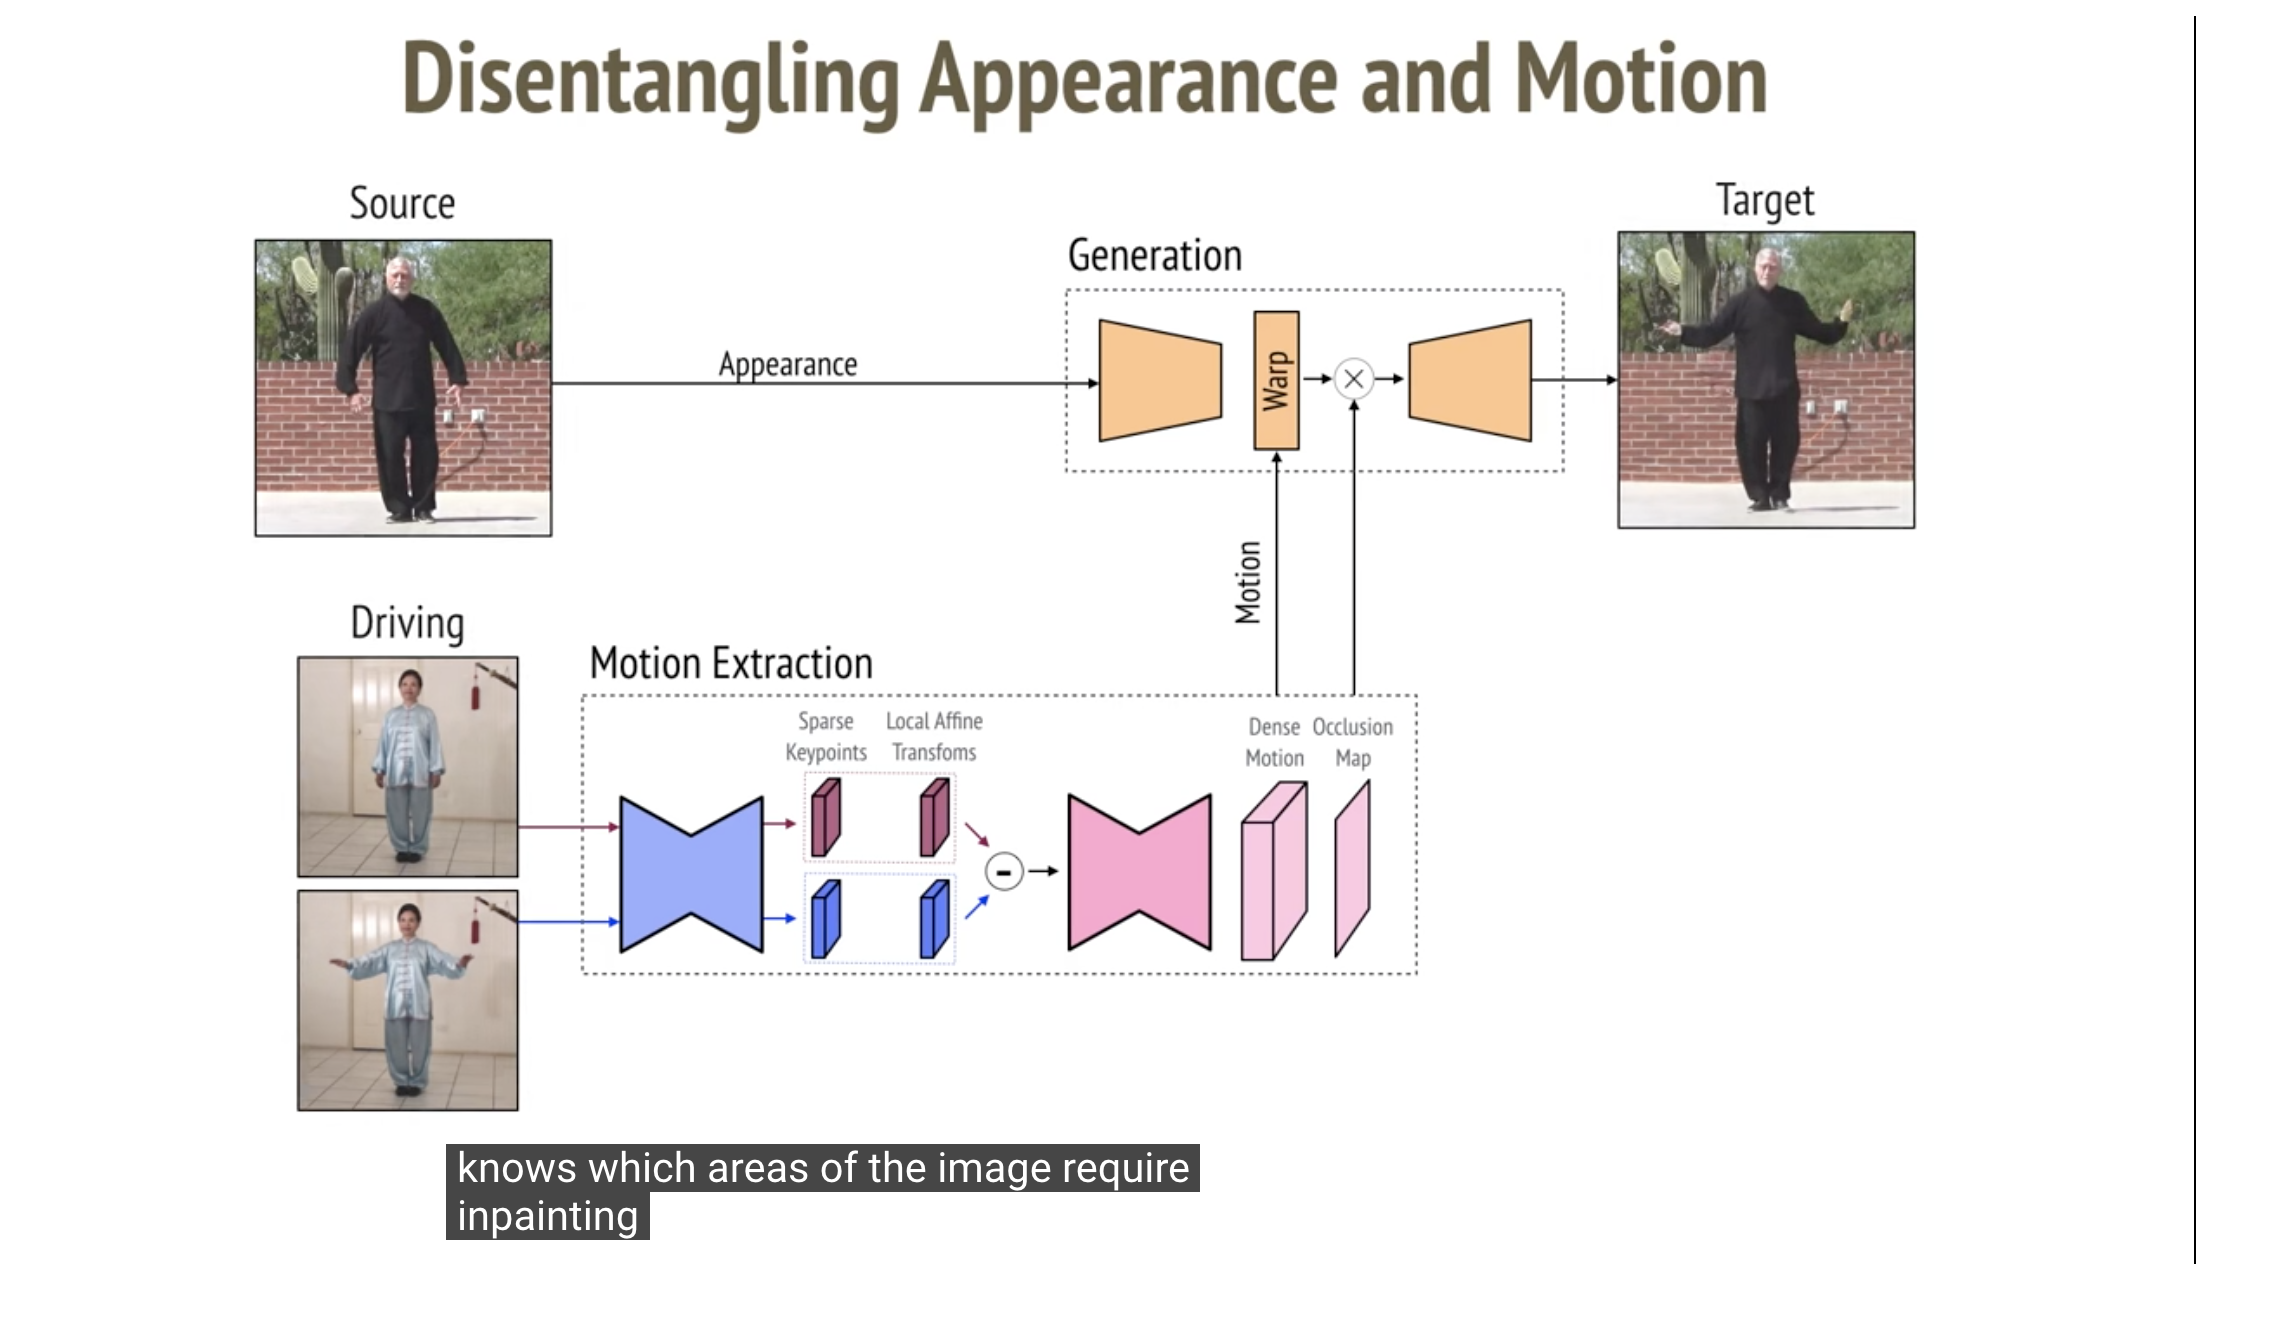 Disentangling Appearance and Motion
Source
Target
Generation
Appearance
Warp
Motion
Driving
Motion Extraction
Sparse
Keypoints
Local Affine
Transfoms
Dense
Motion
Occlusion
Map
-
knows which areas of the image require
inpainting